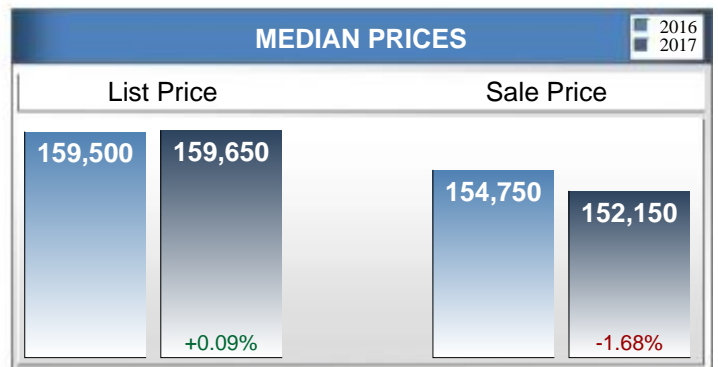 MEDIAN PRICES
2016
2017
List Price
Sale Price
159,500
159,650
+0.09%
154,750
152,150
-1.68%